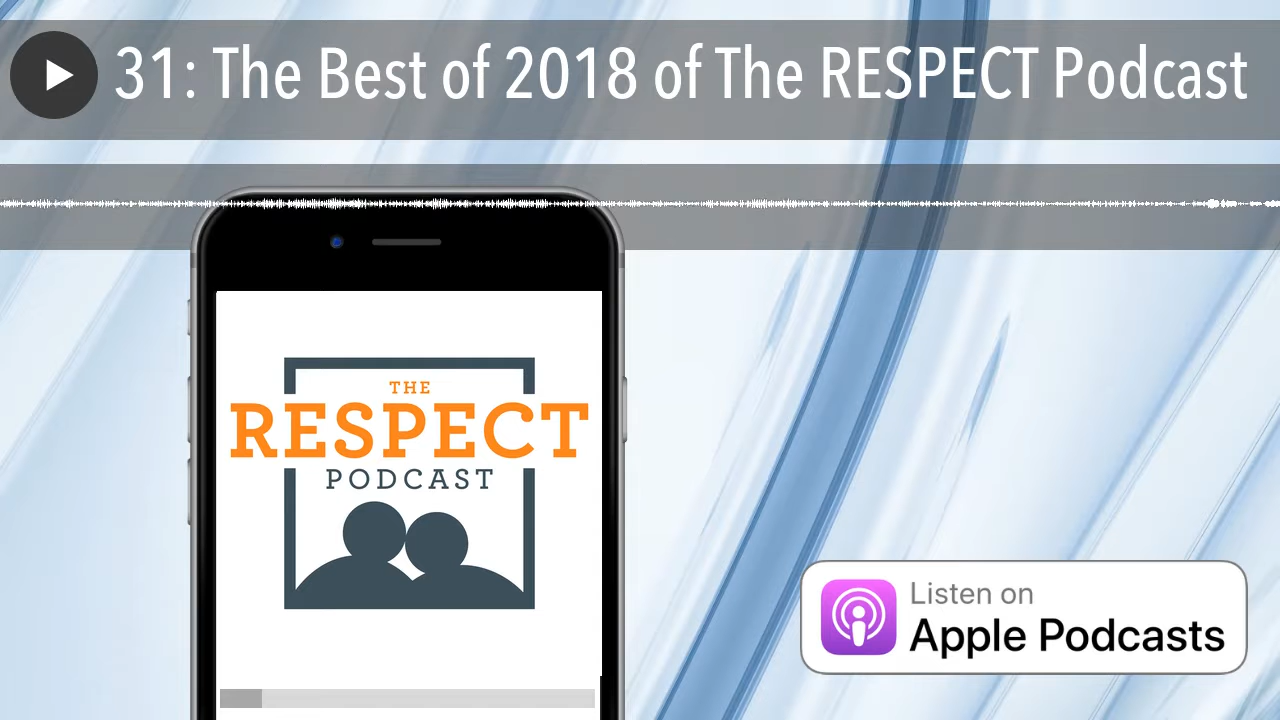 31: The Best of 2018 of The RESPECT Podcast
THE
RESPECT
PODCAST
Listen on
Apple Podcasts